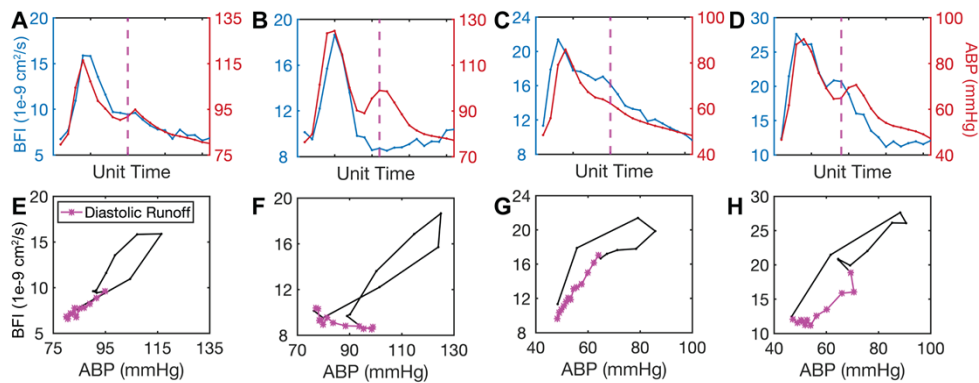 A
B
C
D
BFI (1e-9 cm²/s)
20
15
10
5
135
115
95
75
20
16
12
8
130
110
90
70
24
20
16
12
8
100
80
60
40
30
25
20
15
10
100
80
60
40
ABP (mmHg)
Unit Time
Unit Time
Unit Time
Unit Time
E
F
G
H
Diastolic Runoff
BFI (1e-9 cm²/s)
20
15
10
5
75 95 115 135
20
16
12
8
70 90 110 130
24
20
16
12
8
40 60 80 100
30
25
20
15
10
40 60 80 100
ABP (mmHg)
ABP (mmHg)
ABP (mmHg)
ABP (mmHg)